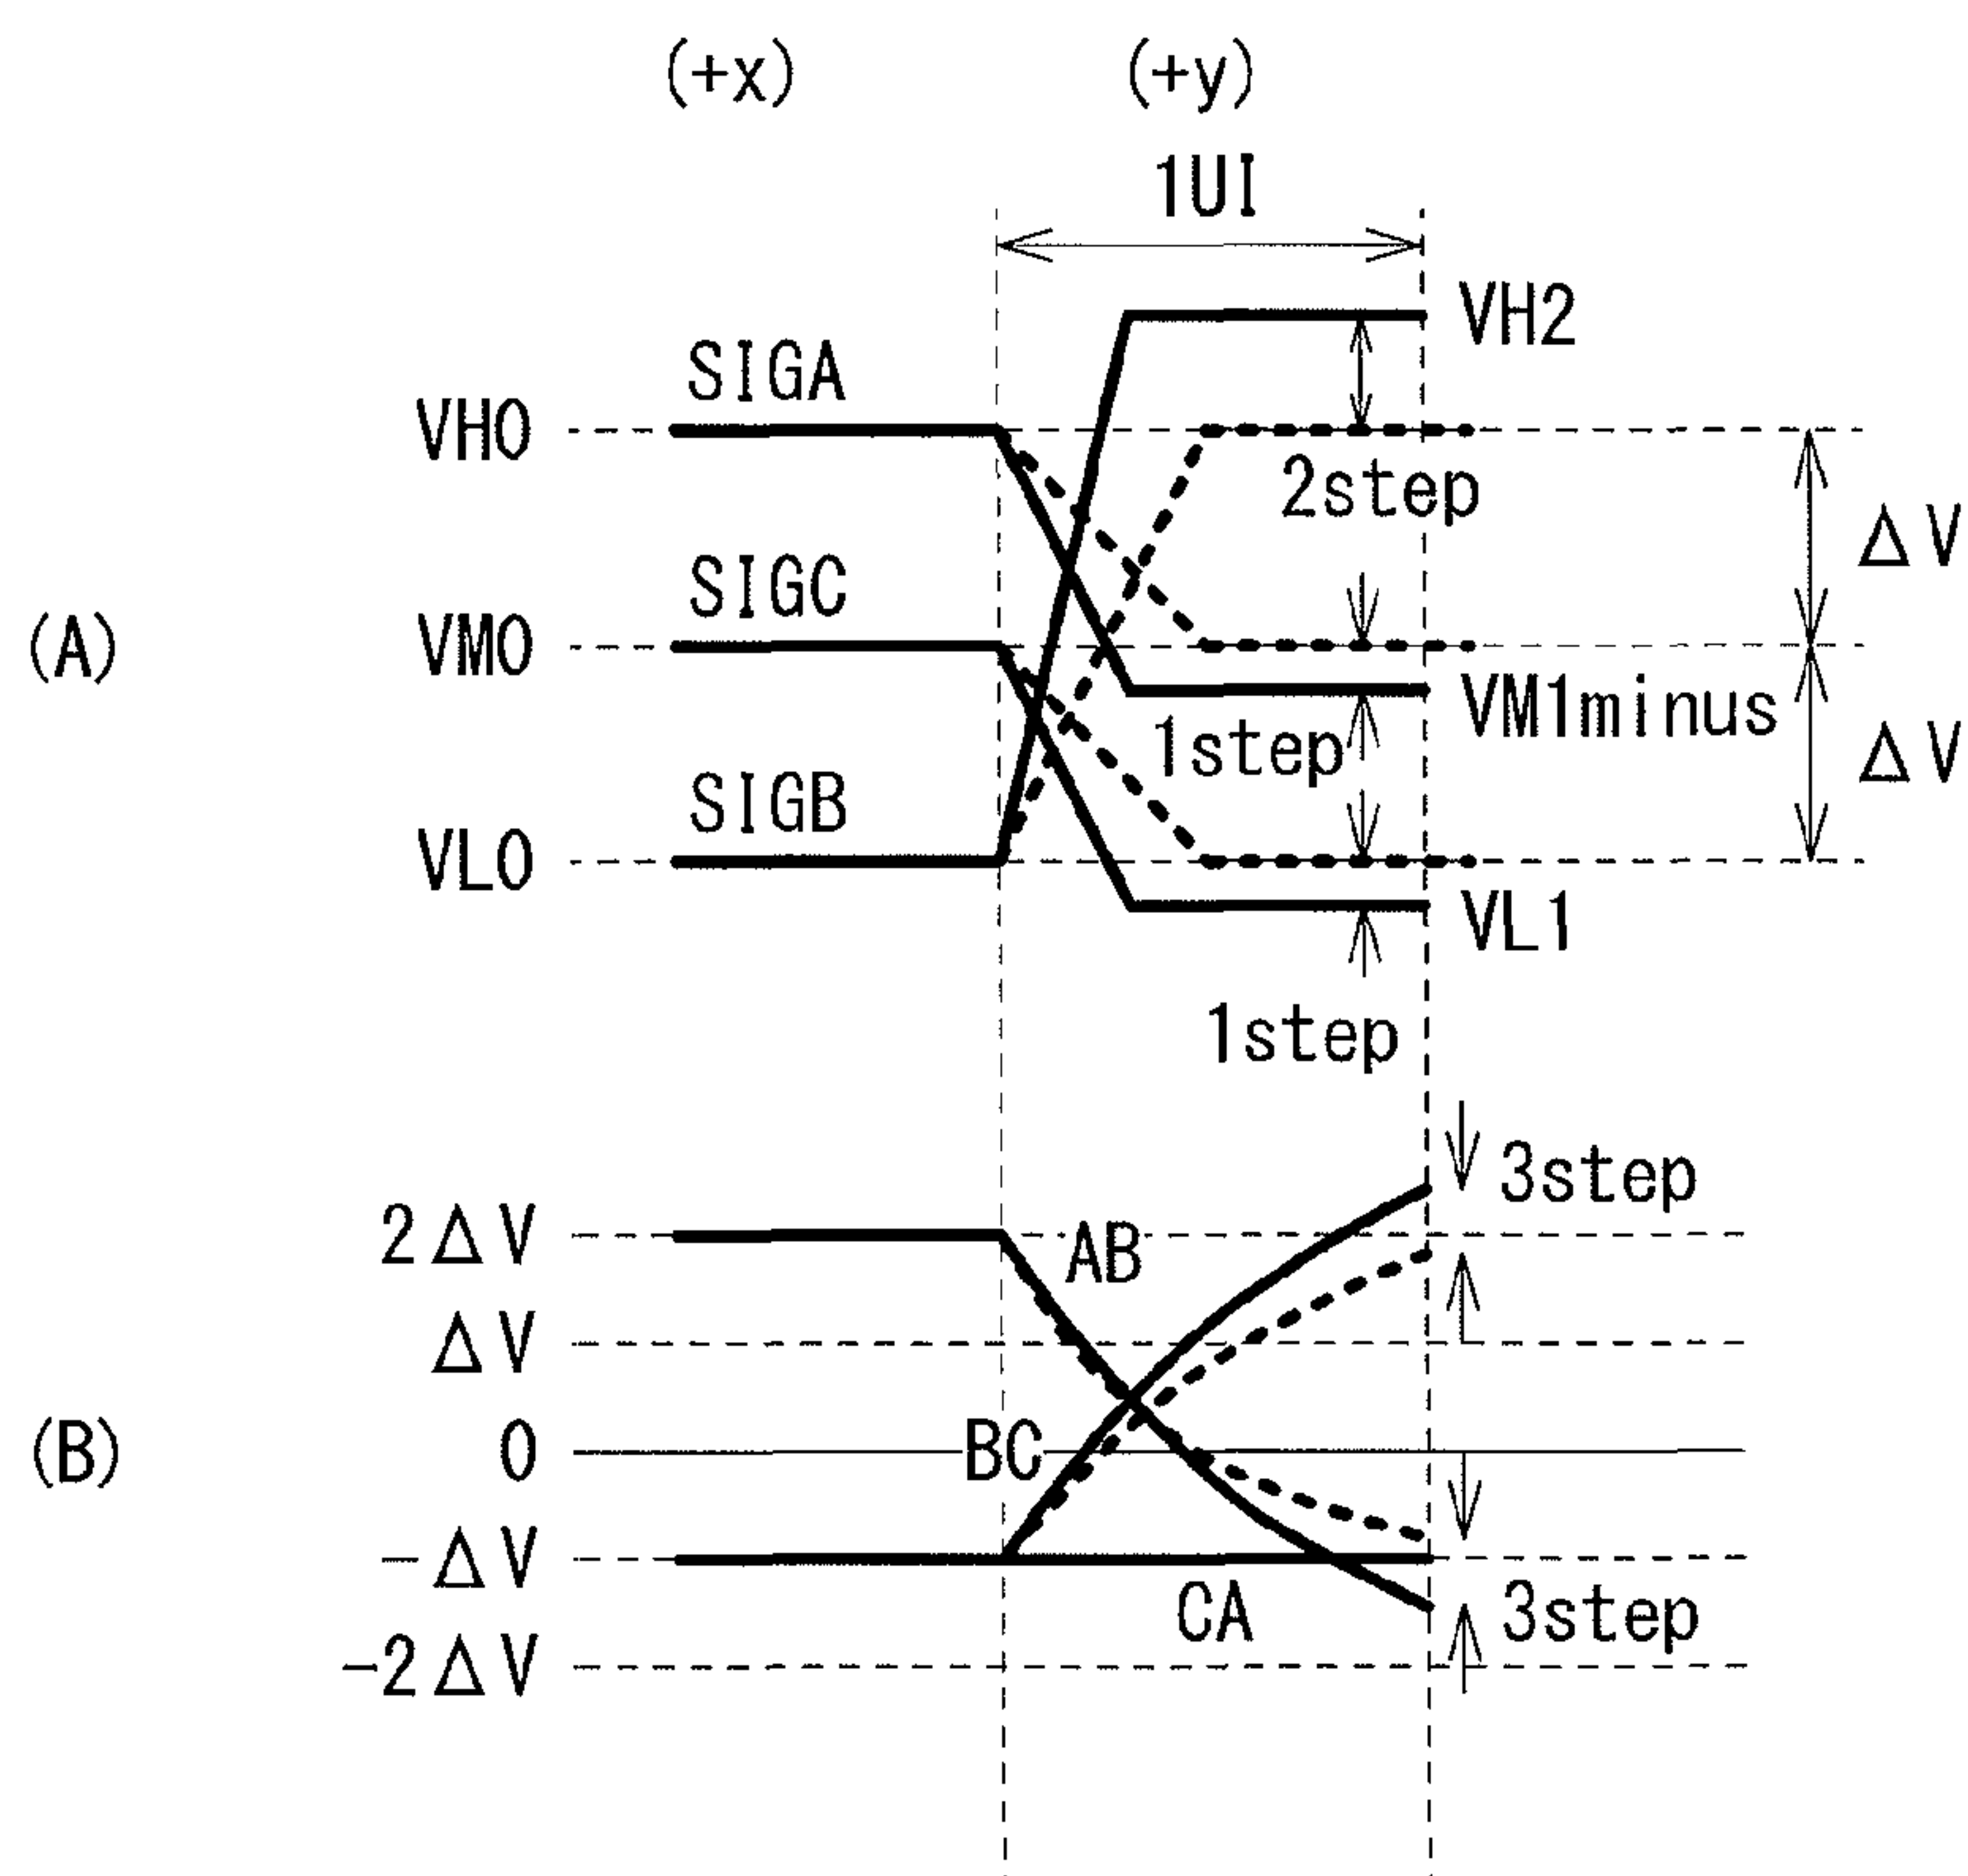 (+x) (+y)
1UI
VH2
SIGA
VH0
2step
ΔV
SIGC
(A)
VM0
VM1minus
1step
ΔV
SIGB
VL0
VL1
1step
3step
2ΔV
AB
ΔV
(B)
0
BC
-ΔV
CA
3step
-2ΔV